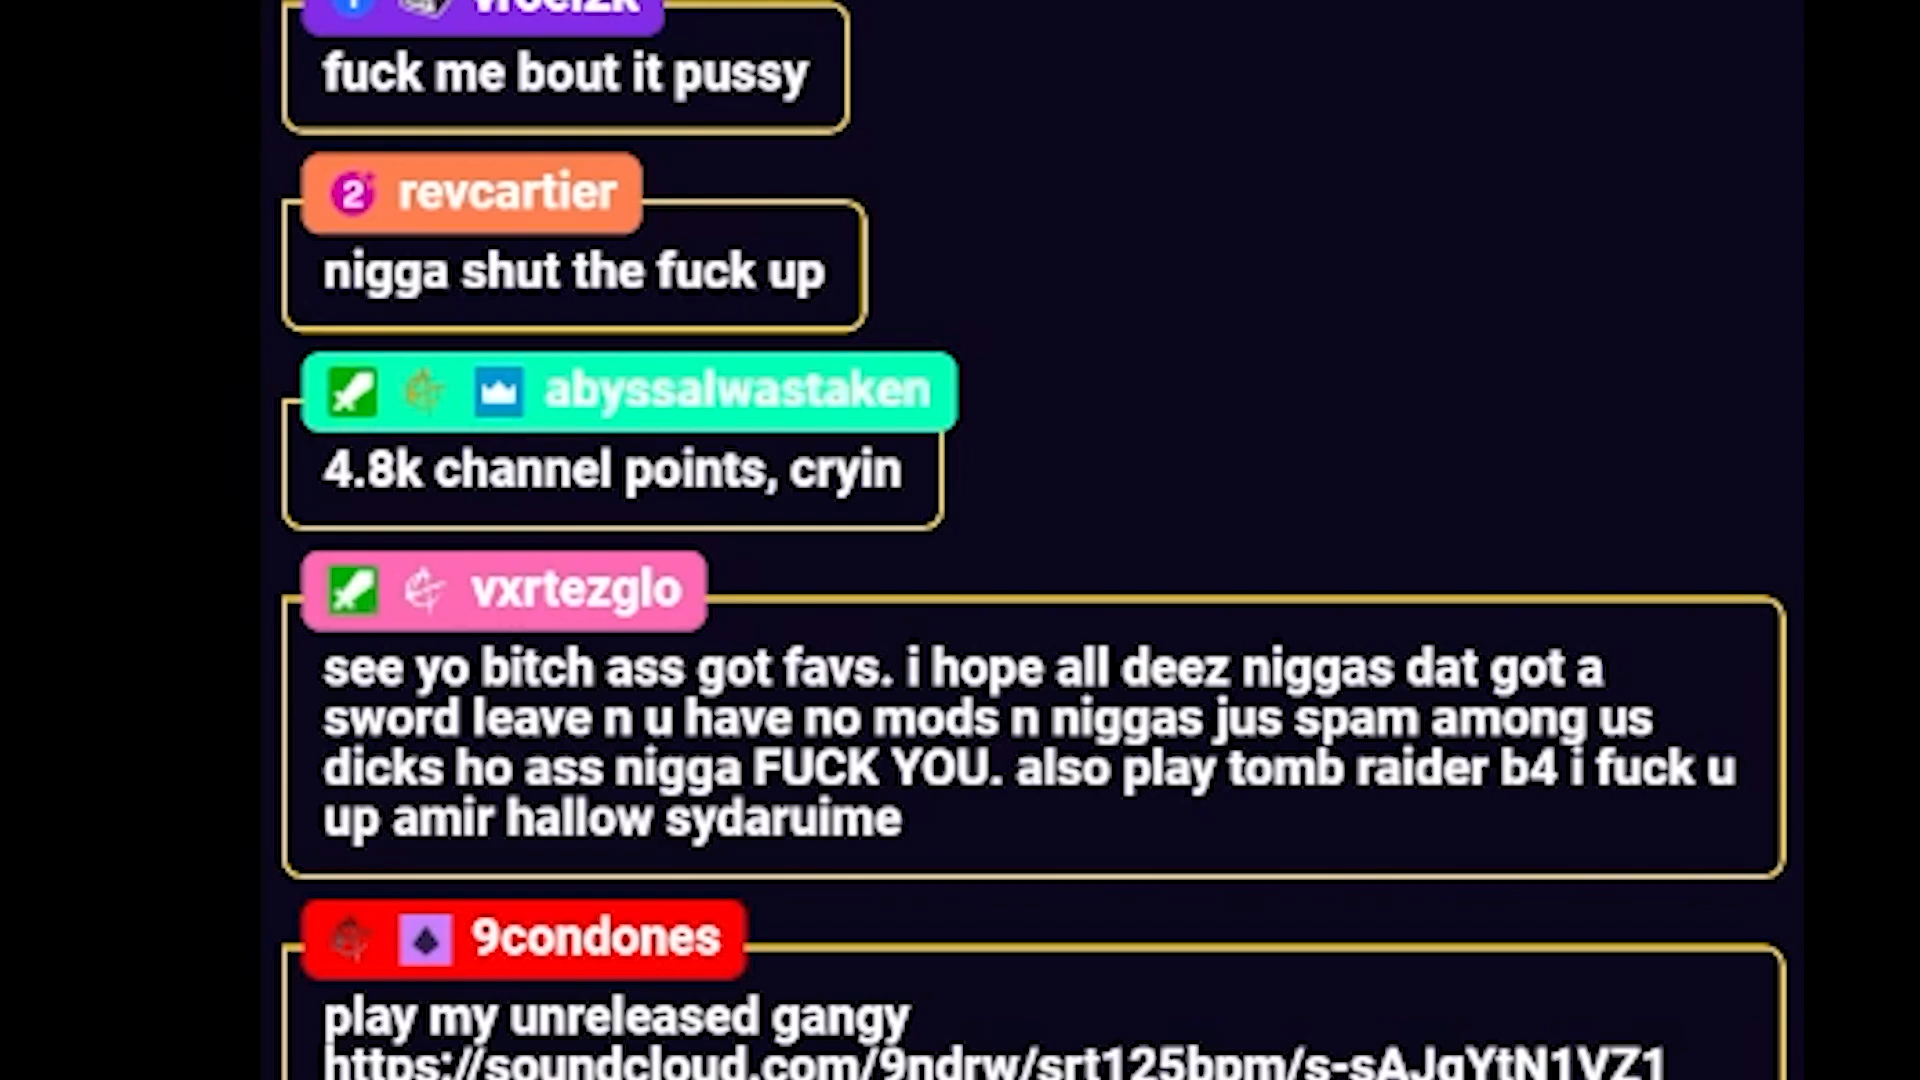 fuck me bout it pussy
revcartier
nigga shut the fuck up
abyssalwastaken
4.8k channel points, cryin
vxrtezglo
see yo bitch ass got favs. i hope all deez niggas dat got a
sword leave n u have no mods n niggas jus spam among us
dicks ho ass nigga FUCK YOU. also play tomb raider b4 i fuck u
up amir hallow sydaruime
9condones
play my unreleased gangy
https://soundcloud.com/9ndrw/srt125bpm/s-sAJgYtN1VZ1